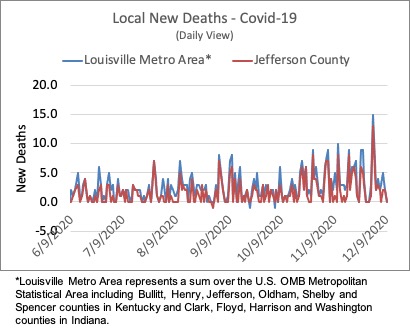 Local New Deaths - Covid-19
(Daily View)
Louisville Metro Area* Jefferson County
New Deaths
20.0
15.0
10.0
5.0
0.0
-5.0
6/9/2020 7/9/2020 8/9/2020 9/9/2020 10/9/2020 11/9/2020 12/9/2020
*Louisville Metro Area represents a sum over the U.S. OMB Metropolitan
Statistical Area including Bullitt, Henry, Jefferson, Oldham, Shelby and
Spencer counties in Kentucky and Clark, Floyd, Harrison and Washington
counties in Indiana.